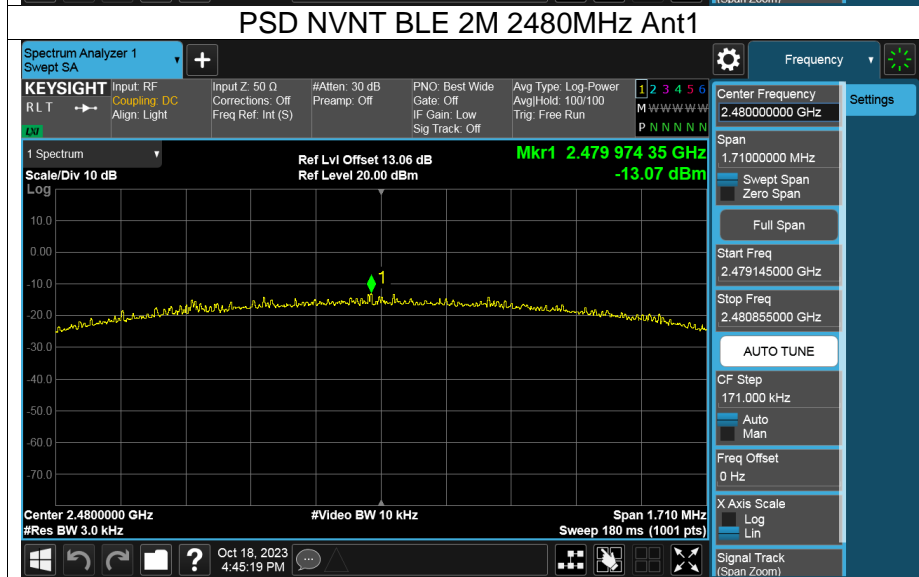 (Span Zoom)
PSD NVNT BLE 2M 2480MHz Ant1
Spectrum Analyzer 1
Swept SA
+
Frequency
KEYSIGHT
RLT
LXI
Input: RF
Coupling: DC
Align: Light
Input Z: 50 Ω
Corrections: Off
Freq Ref: Int (S)
#Atten: 30 dB
Preamp: Off
PNO: Best Wide
Gate: Off
IF Gain: Low
Sig Track: Off
Avg Type: Log-Power
Avg|Hold: 100/100
Trig: Free Run
1 2 3 4 5 6
M W W W W W
P N N N N N
1 Spectrum
Scale/Div 10 dB
Ref Lvl Offset 13.06 dB
Ref Level 20.00 dBm
Mkr1 2.479 974 35 GHz
-13.07 dBm
Log
10.0
0.00
-10.0
-20.0
-30.0
-40.0
-50.0
-60.0
-70.0
1
Center 2.480000 GHz
#Res BW 3.0 kHz
#Video BW 10 kHz
Span 1.710 MHz
Sweep 180 ms (1001 pts)
Center Frequency
2.480000000 GHz
Settings
Span
1.71000000 MHz
Swept Span
Zero Span
Full Span
Start Freq
2.479145000 GHz
Stop Freq
2.480855000 GHz
AUTO TUNE
CF Step
171.000 kHz
Auto
Man
Freq Offset
0 Hz
X Axis Scale
Log
Lin
Signal Track
(Span Zoom)
?
Oct 18, 2023
4:45:19 PM